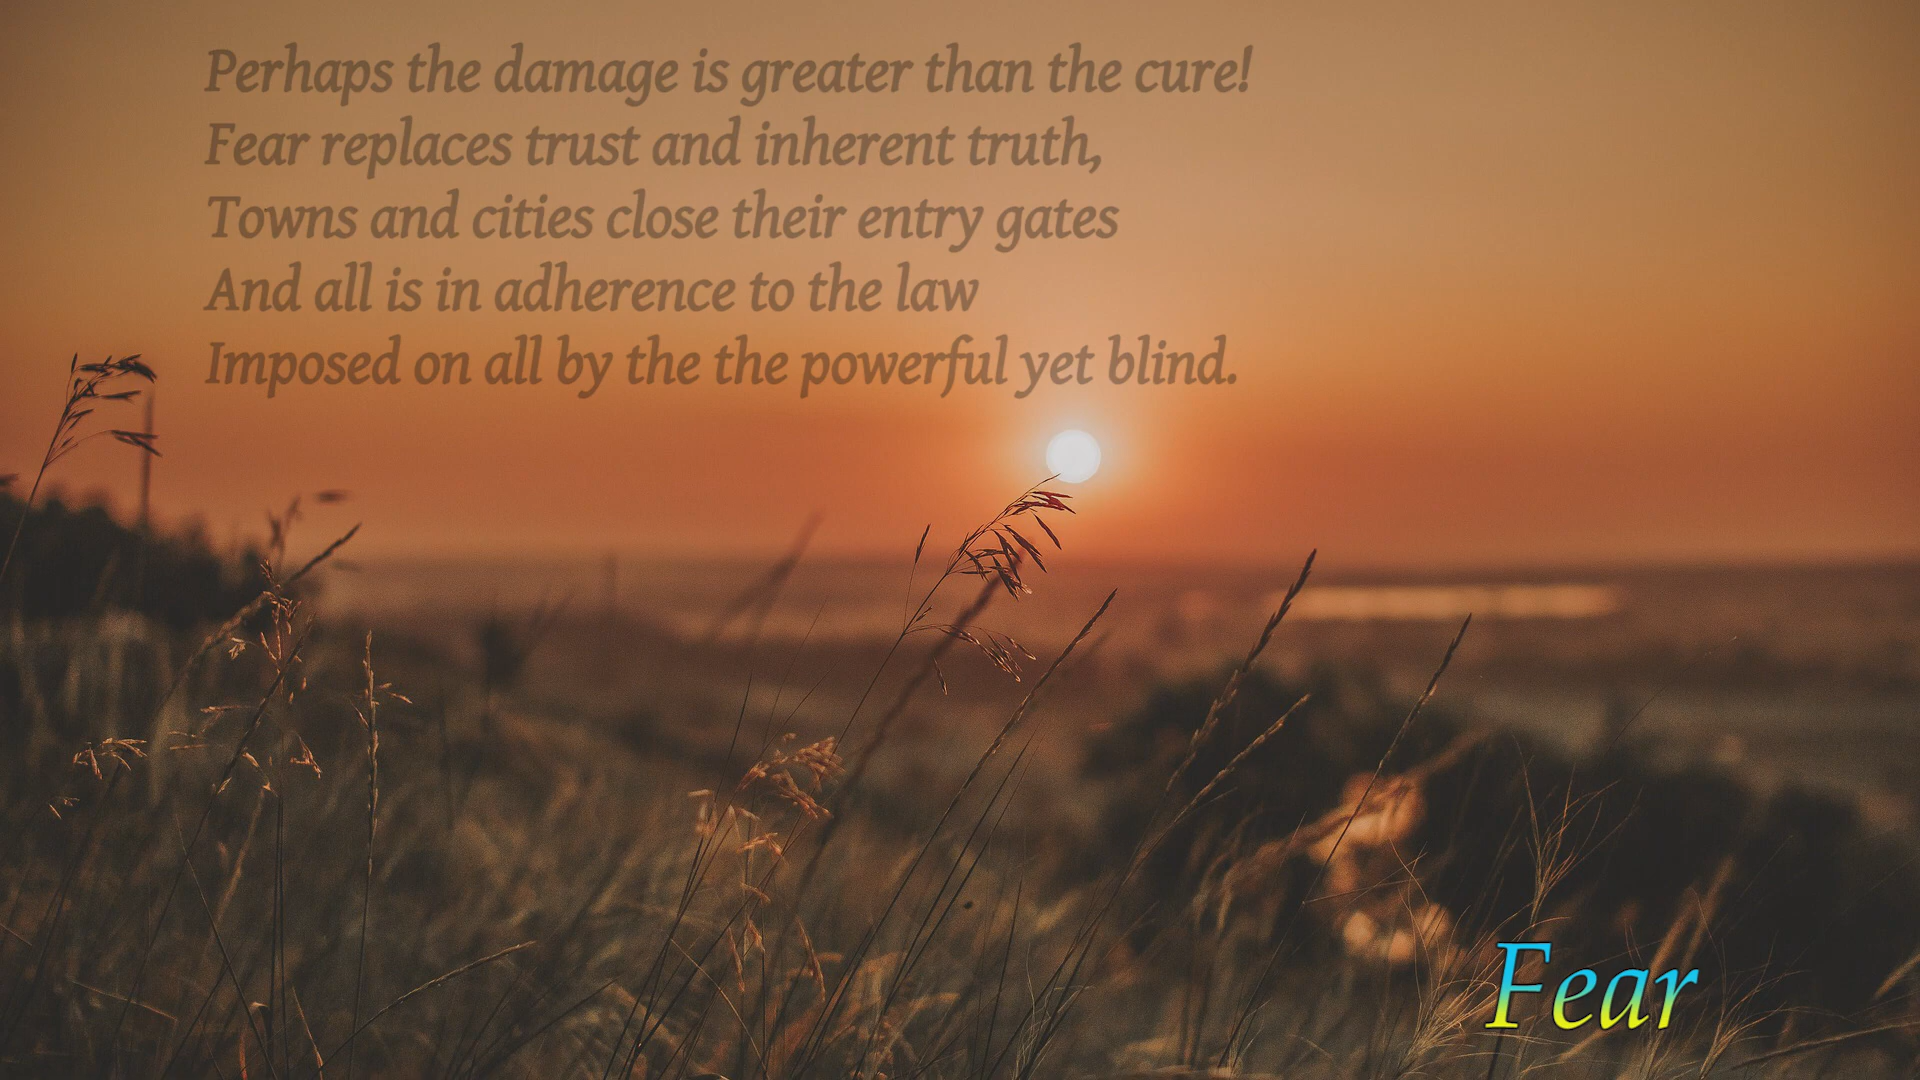 Perhaps the damage is greater than the cure!
Fear replaces trust and inherent truth,
Towns and cities close their entry gates
And all is in adherence to the law
Imposed on all by the the powerful yet blind.
Fear